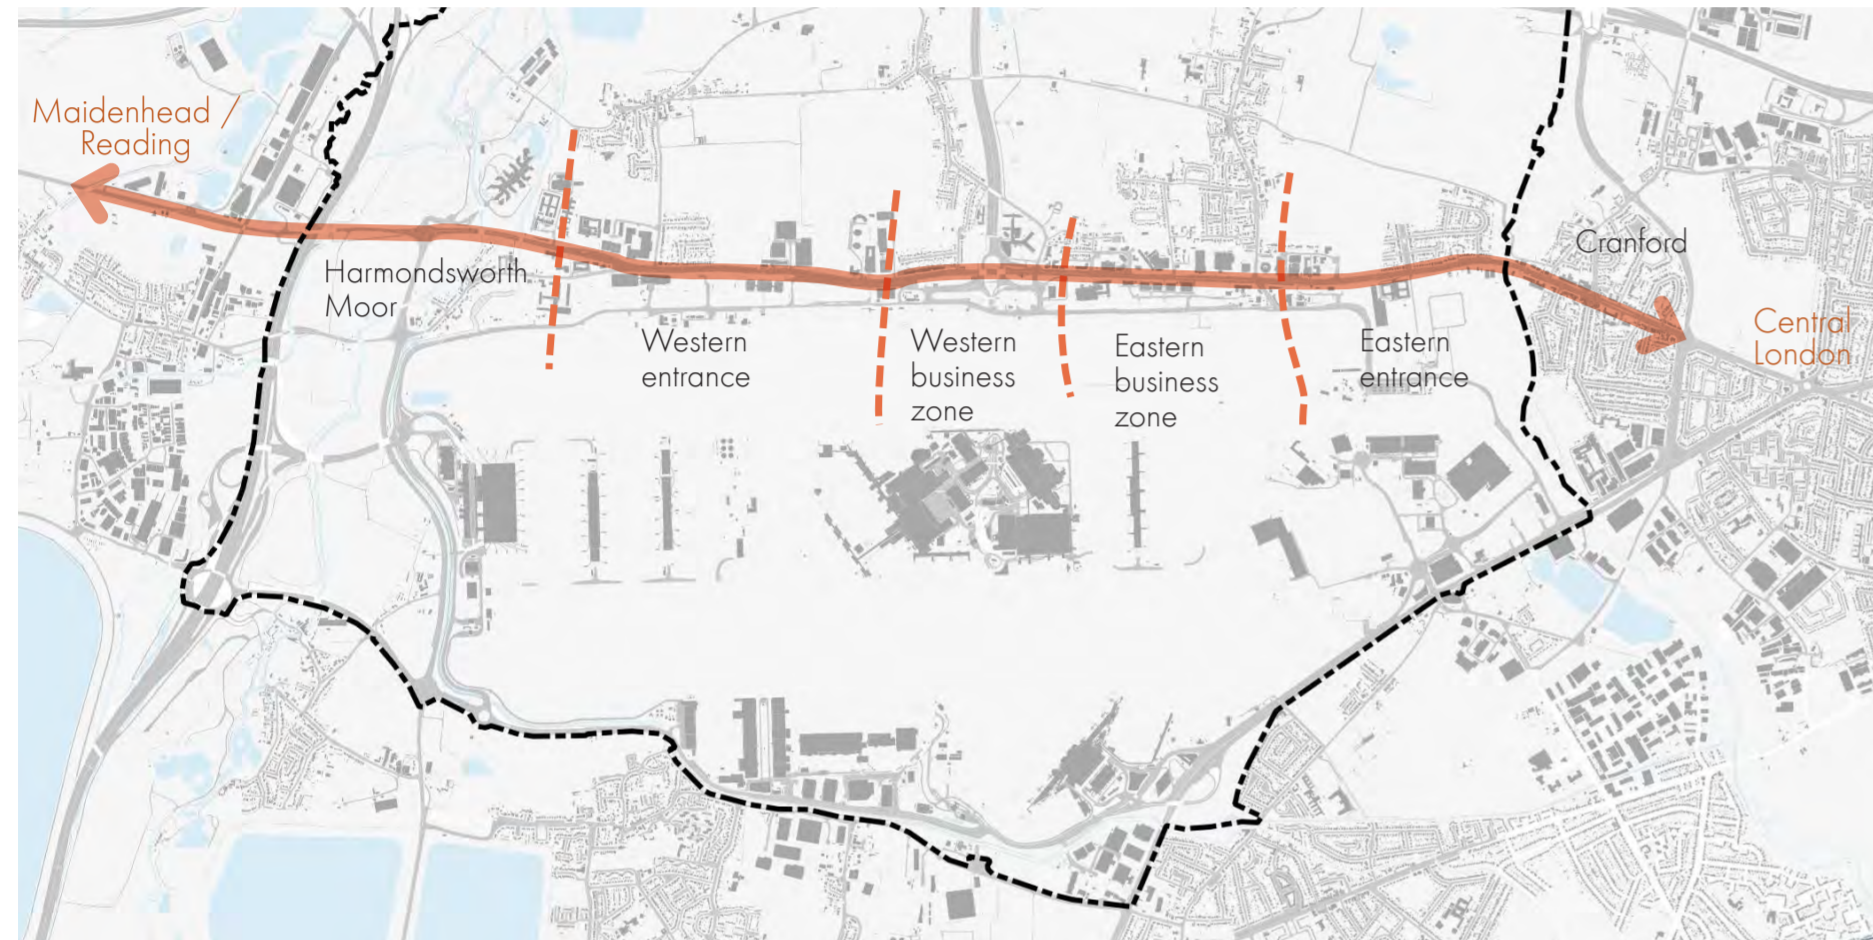 Maidenhead /
Reading
Harmondsworth
Moor
Western
entrance
Western
business
zone
Eastern
business
zone
Eastern
entrance
Cranford
Central
London